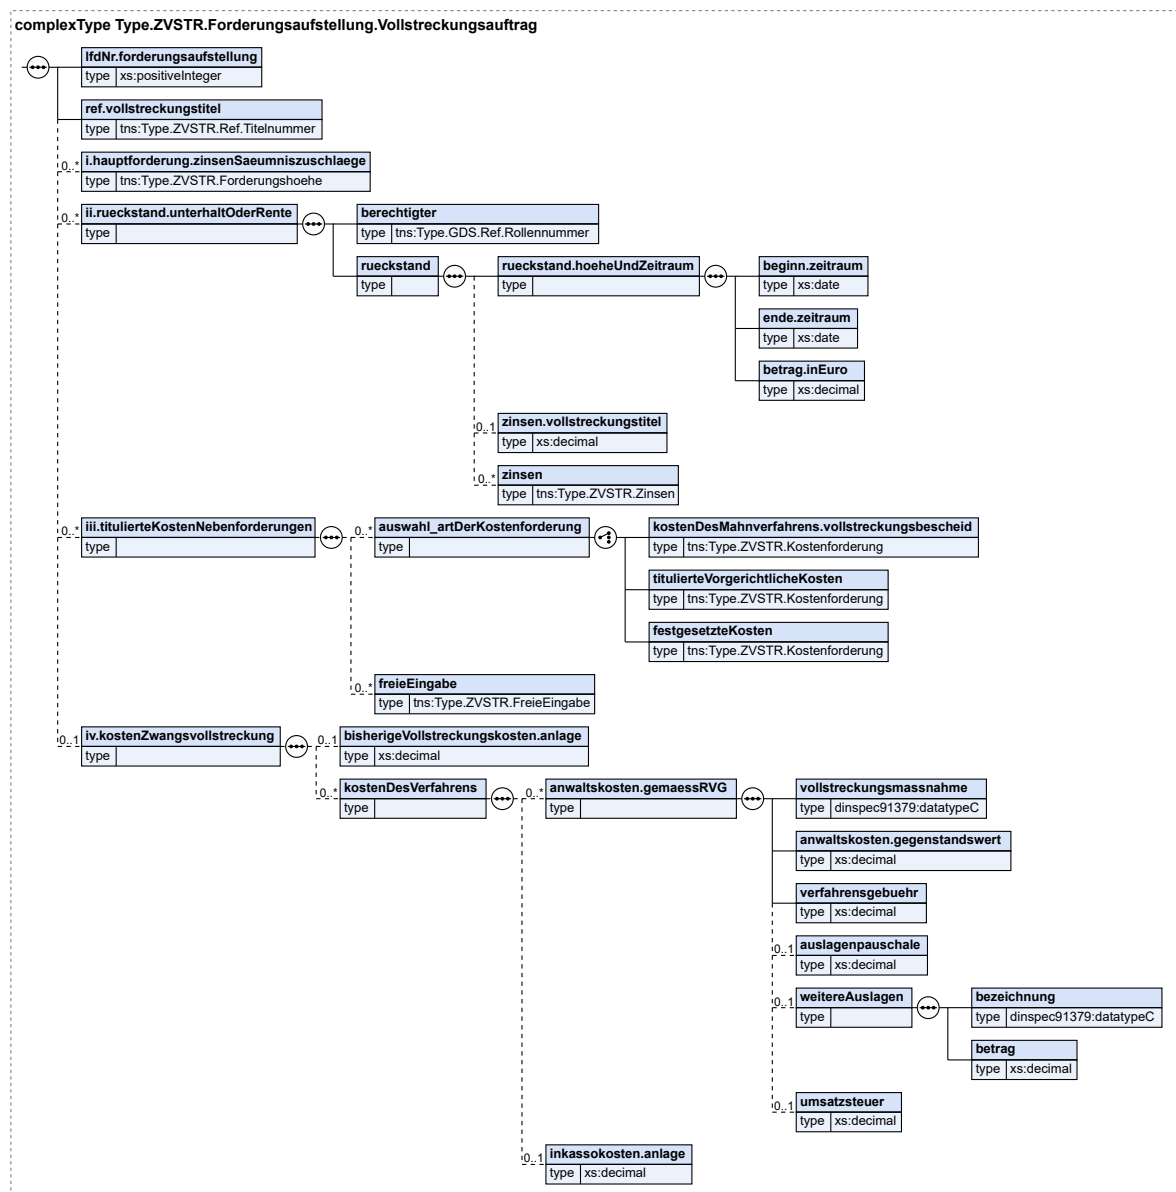 complexType Type.ZVSTR.Forderungsaufstellung.Vollstreckungsauftrag
lfdNr.forderungsaufstellung
type xs:positiveInteger
ref.vollstreckungstitel
type tns:Type.ZVSTR.Ref.Titelnummer
0..* i.hauptforderung.zinsenSaeumniszuschlaege
type tns:Type.ZVSTR.Forderungshoehe
0..* ii.rueckstand.unterhaltOderRente
type
berechtigter
type tns:Type.GDS.Ref.Rollennummer
rueckstand
type
rueckstand.hoeheUndZeitraum
type
beginn.zeitraum
type xs:date
ende.zeitraum
type xs:date
betrag.inEuro
type xs:decimal
0..1 zinsen.vollstreckungstitel
type xs:decimal
0..* zinsen
type tns:Type.ZVSTR.Zinsen
0..* iii.titulierteKostenNebenforderungen
type
0..* auswahl_artDerKostenforderung
type
kostenDesMahnverfahrens.vollstreckungsbescheid
type tns:Type.ZVSTR.Kostenforderung
titulierteVorgerichtlicheKosten
type tns:Type.ZVSTR.Kostenforderung
festgesetzteKosten
type tns:Type.ZVSTR.Kostenforderung
0..* freieEingabe
type tns:Type.ZVSTR.FreieEingabe
0..1 iv.kostenZwangsvollstreckung
type
0..1 bisherigeVollstreckungskosten.anlage
type xs:decimal
0..* kostenDesVerfahrens
type
0..* anwaltskosten.gemaessRVG
type
vollstreckungsmassnahme
type dinspec91379:datatypeC
anwaltskosten.gegenstandswert
type xs:decimal
verfahrensgebuehr
type xs:decimal
0..1 auslagenpauschale
type xs:decimal
0..1 weitereAuslagen
type
bezeichnung
type dinspec91379:datatypeC
betrag
type xs:decimal
0..1 umsatzsteuer
type xs:decimal
0..1 inkassokosten.anlage
type xs:decimal